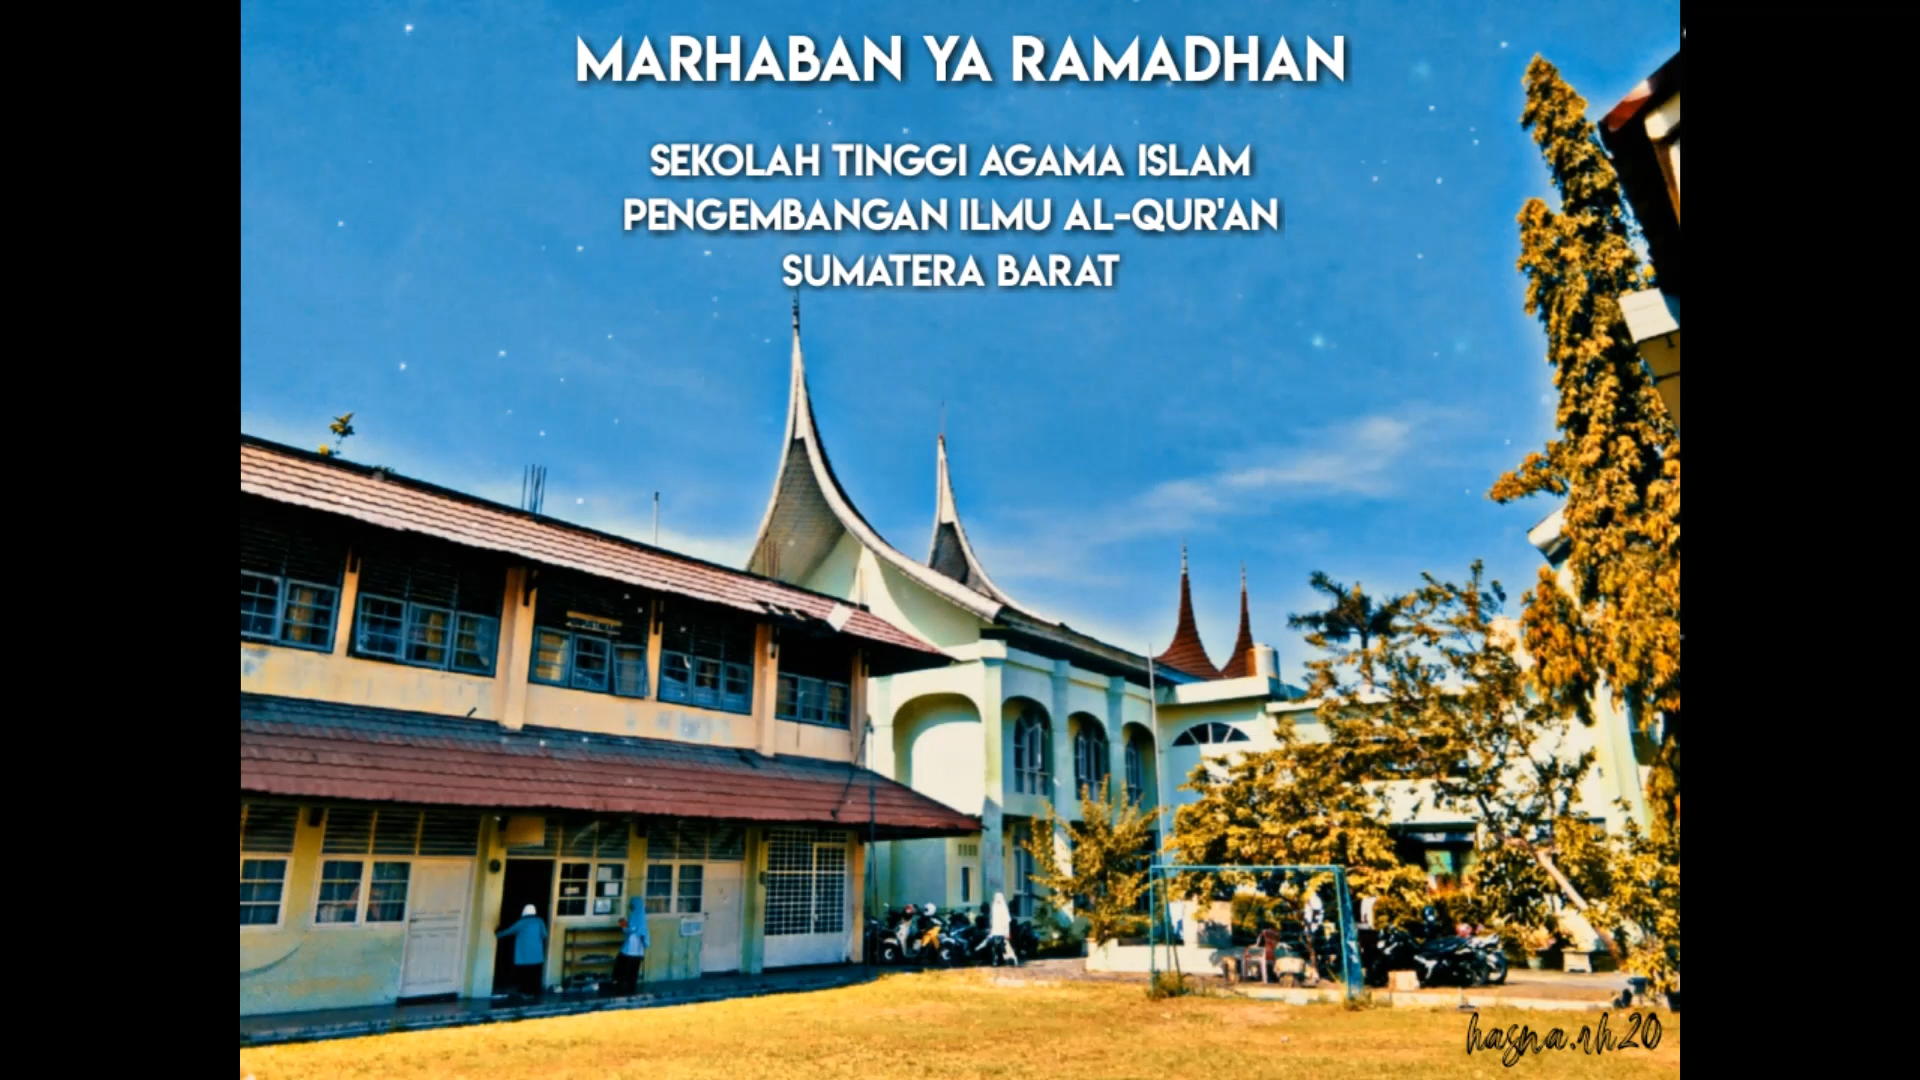 MARHABAN YA RAMADHAN
SEKOLAH TINGGI AGAMA ISLAM
PENGEMBANGAN ILMU AL-QUR'AN
SUMATERA BARAT
hasna.rh20